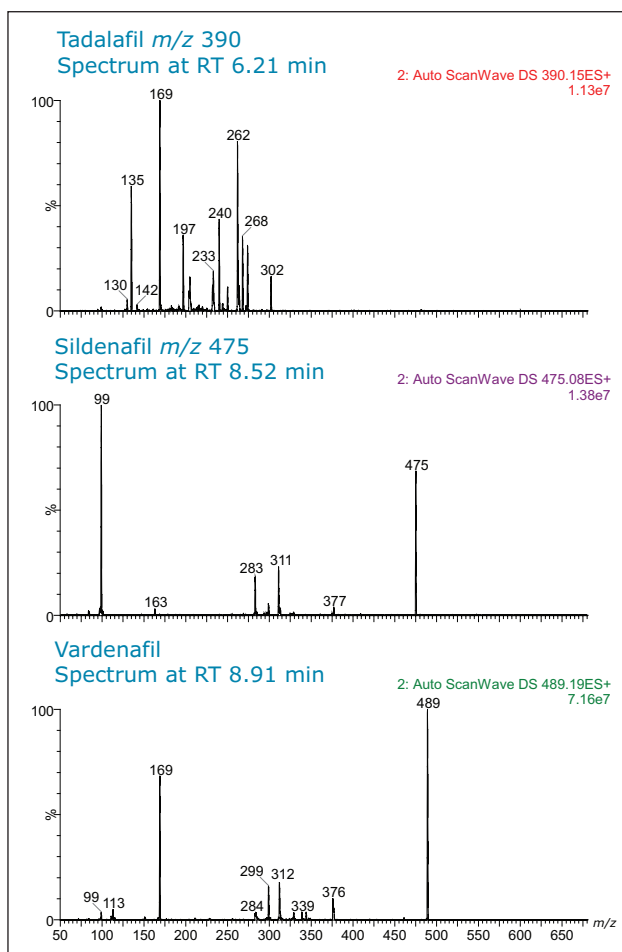 Tadalafil m/z 390
Spectrum at RT 6.21 min
2: Auto ScanWave DS 390.15ES+
1.13e7
100
%
0
169
262
135
240
268
197
233
302
130
142
Sildenafil m/z 475
Spectrum at RT 8.52 min
2: Auto ScanWave DS 475.08ES+
1.38e7
100
%
0
99
475
311
283
377
163
Vardenafil
Spectrum at RT 8.91 min
2: Auto ScanWave DS 489.19ES+
7.16e7
100
%
0
489
169
299
312
376
99
113
284
339
50 100 150 200 250 300 350 400 450 500 550 600 650 m/z